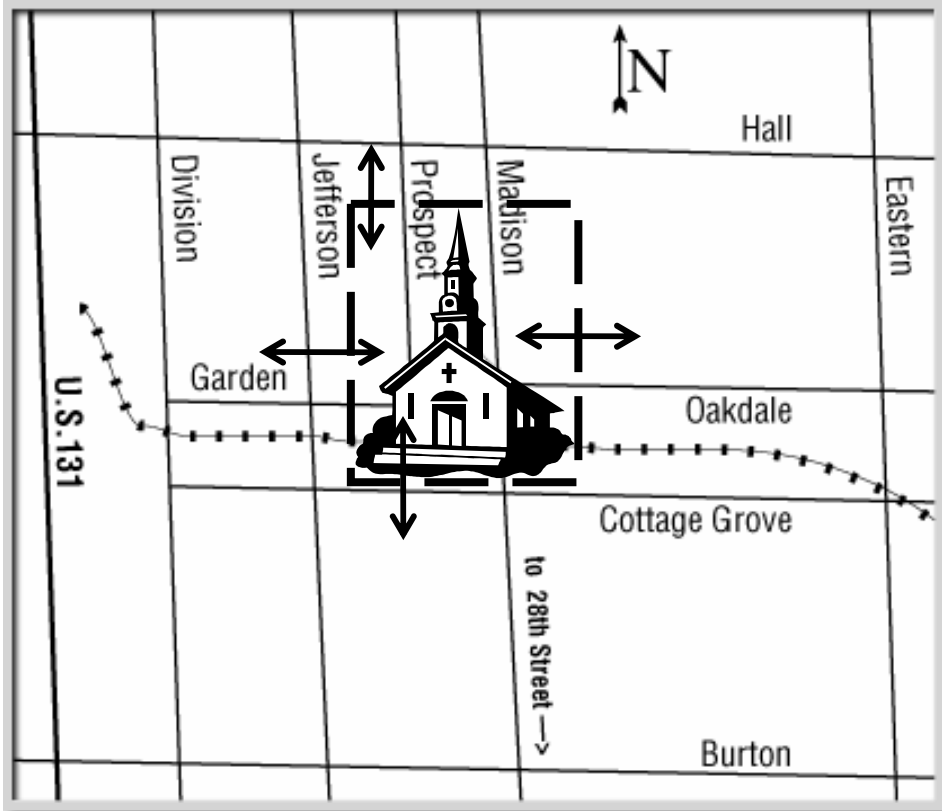 N
Hall
Division
Jefferson
Prospect
Madison
Eastern
U.S.131
Garden
Oakdale
Cottage Grove
to 28th Street —>
Burton